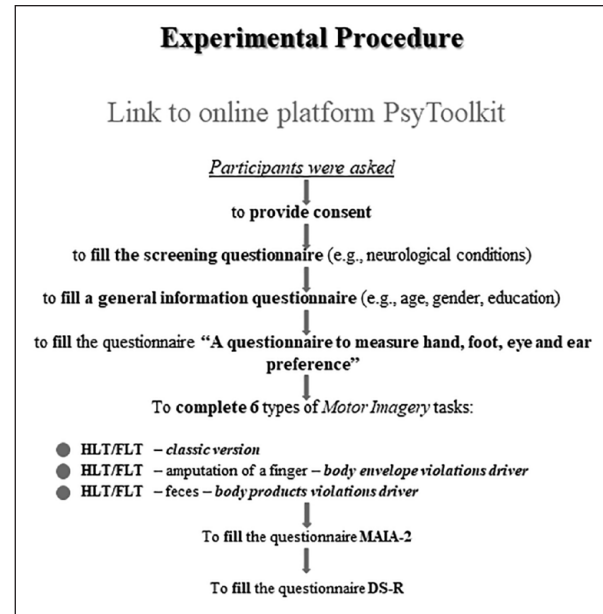 Experimental Procedure
Link to online platform PsyToolkit
Participants were asked
to provide consent
to fill the screening questionnaire (e.g., neurological conditions)
to fill a general information questionnaire (e.g., age, gender, education)
to fill the questionnaire “A questionnaire to measure hand, foot, eye and ear
preference”
To complete 6 types of Motor Imagery tasks:
HLT/FLT – classic version
HLT/FLT – amputation of a finger – body envelope violations driver
HLT/FLT – feces – body products violations driver
To fill the questionnaire MAIA-2
To fill the questionnaire DS-R